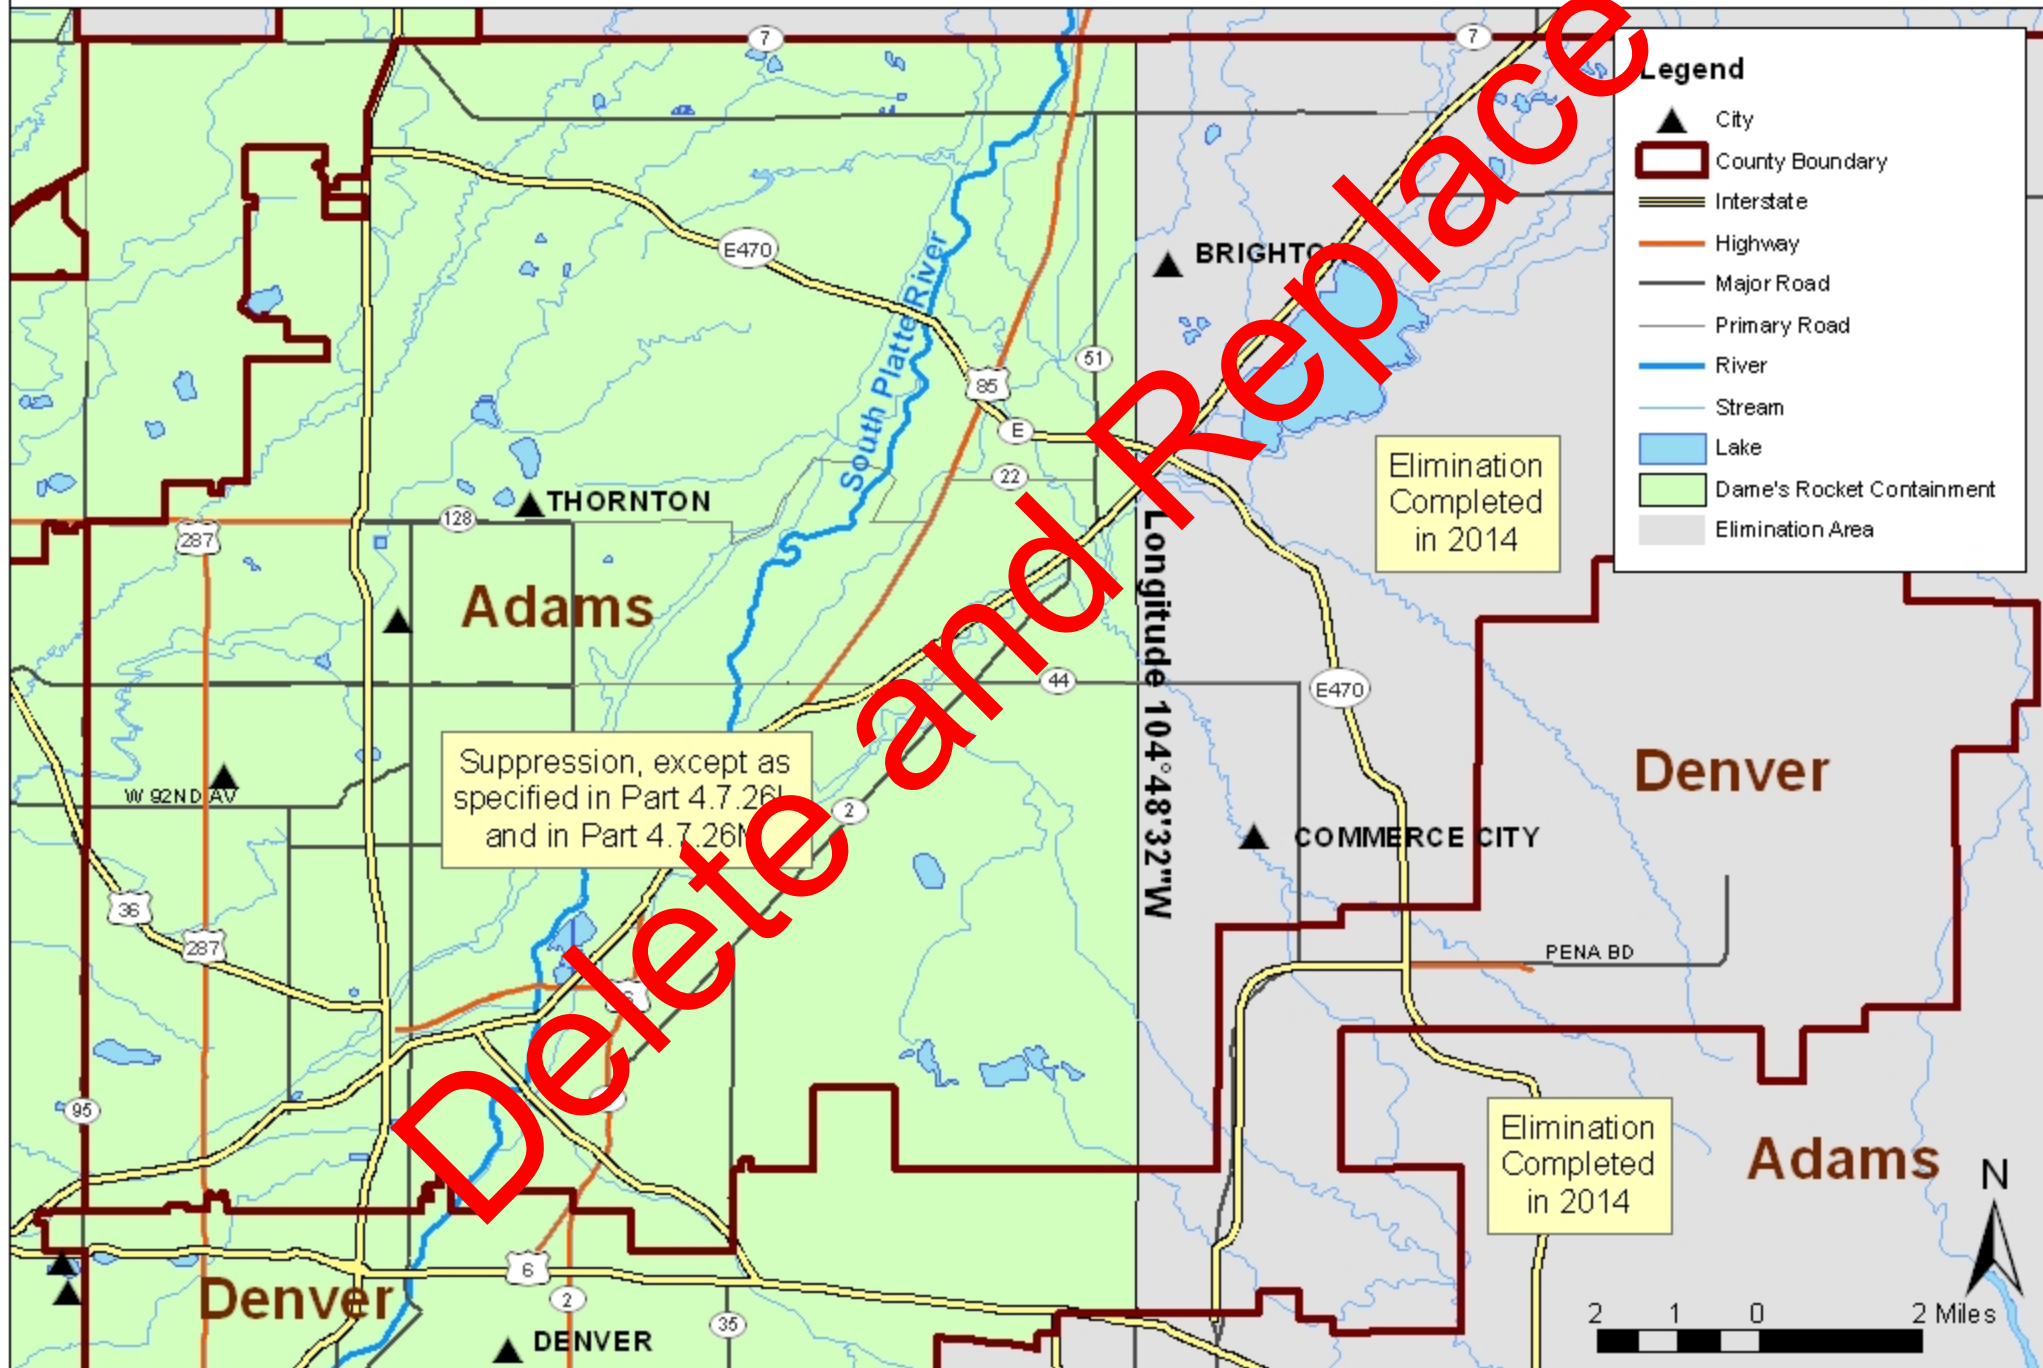 7
7
Legend
City
County Boundary
Interstate
Highway
Major Road
Primary Road
River
Stream
Lake
Dame's Rocket Containment
Elimination Area
E470
BRIGHTON
South Platte River
51
85
E
22
Elimination
Completed
in 2014
THORNTON
128
287
Adams
Longitude 104°48'32"W
44
E470
Denver
Suppression, except as
specified in Part 4.7.26
and in Part 4.7.26
W 92ND AV
2
COMMERCE CITY
36
287
PENA BD
95
Elimination
Completed
in 2014
Adams
N
Denver
6
2
35
DENVER
2 1 0 2 Miles
Delete and Replace